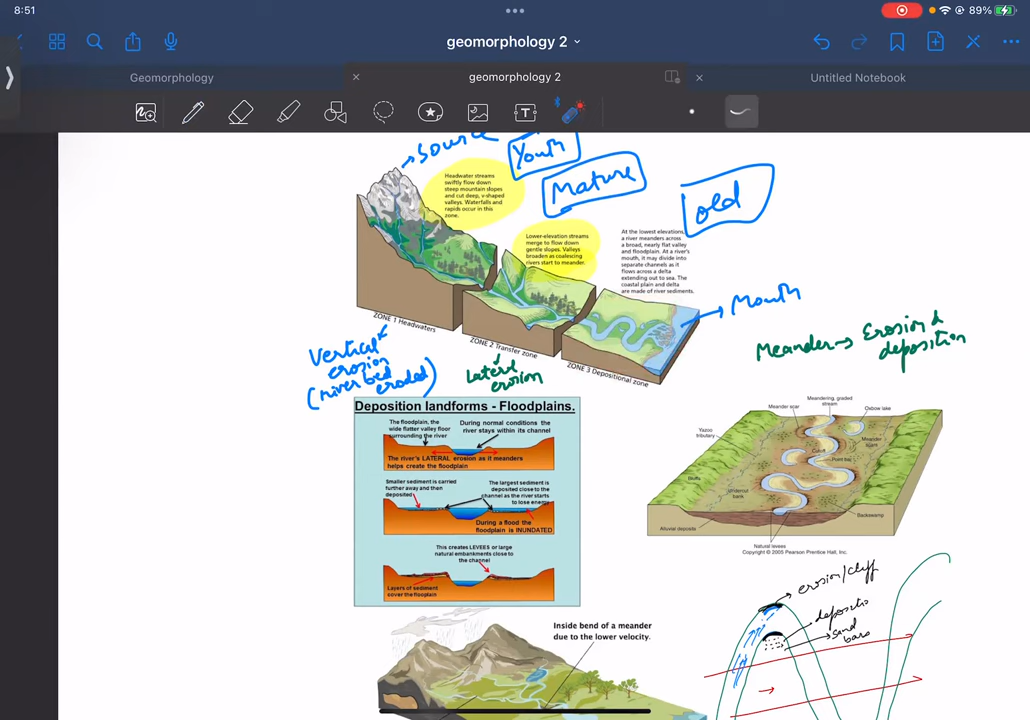 8:51
89%
geomorphology 2
Geomorphology
geomorphology 2
Untitled Notebook
Source
Youth
Mature
old
Headwater streams
swiftly flow down
steep mountain slopes
and cut deep, v-shaped
valleys. Waterfalls and
rapids occur in this
zone.
Lower-elevation streams
merge to flow down
gentle slopes. Valleys
broaden as coalescing
rivers start to meander.
At the lowest elevations,
a river meanders across
a broad, nearly flat valley
and floodplain. At a river's
mouth, it may divide into
separate channels as it
flows across a delta
extending out to sea. The
coastal plain and delta
are made of river sediments.
Mouth
ZONE 1 Headwaters
ZONE 2 Transfer zone
ZONE 3 Depositional zone
Vertical
erosion
(river bed
eroded)
Lateral
erosion
Meander → Erosion &
deposition
Deposition landforms - Floodplains.
The floodplain, the
wide flatter valley floor
surrounding the river
During normal conditions the
river stays within its channel
The river's LATERAL erosion as it meanders
helps create the floodplain
Smaller sediment is carried
further away and then
deposited
The largest sediment is
deposited close to the
channel as the river starts
to lose energy
During a flood the
floodplain is INUNDATED
This creates LEVEES or large
natural embankments close to
the channel
Layers of sediment
cover the flooplain
Meandering, graded
stream
Meander scar
Oxbow lake
Yazoo
tributary
Meander
Cutoff
Point bar
Bluffs
Undercut
bank
Backswamp
Alluvial deposits
Natural levees
Copyright © 2005 Pearson Prentice Hall, Inc.
erosion/cliff
depositio
sand
bars
Inside bend of a meander
due to the lower velocity.